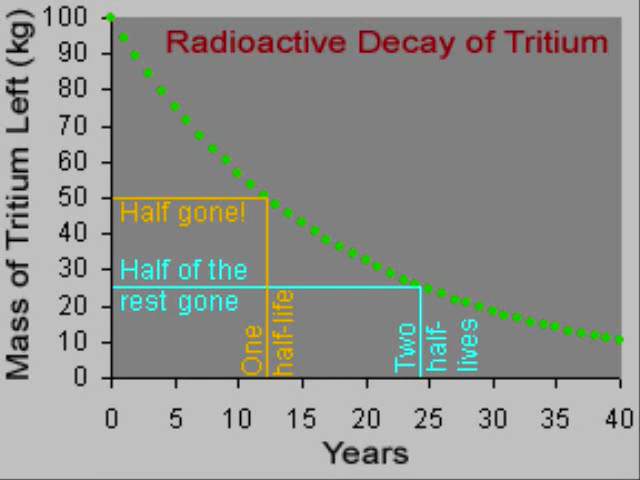 Radioactive Decay of Tritium
Mass of Tritium Left (kg)
100
90
80
70
60
50
40
30
20
10
0
Half gone!
Half of the
rest gone
One
half-life
Two
half-
lives
0 5 10 15 20 25 30 35 40
Years